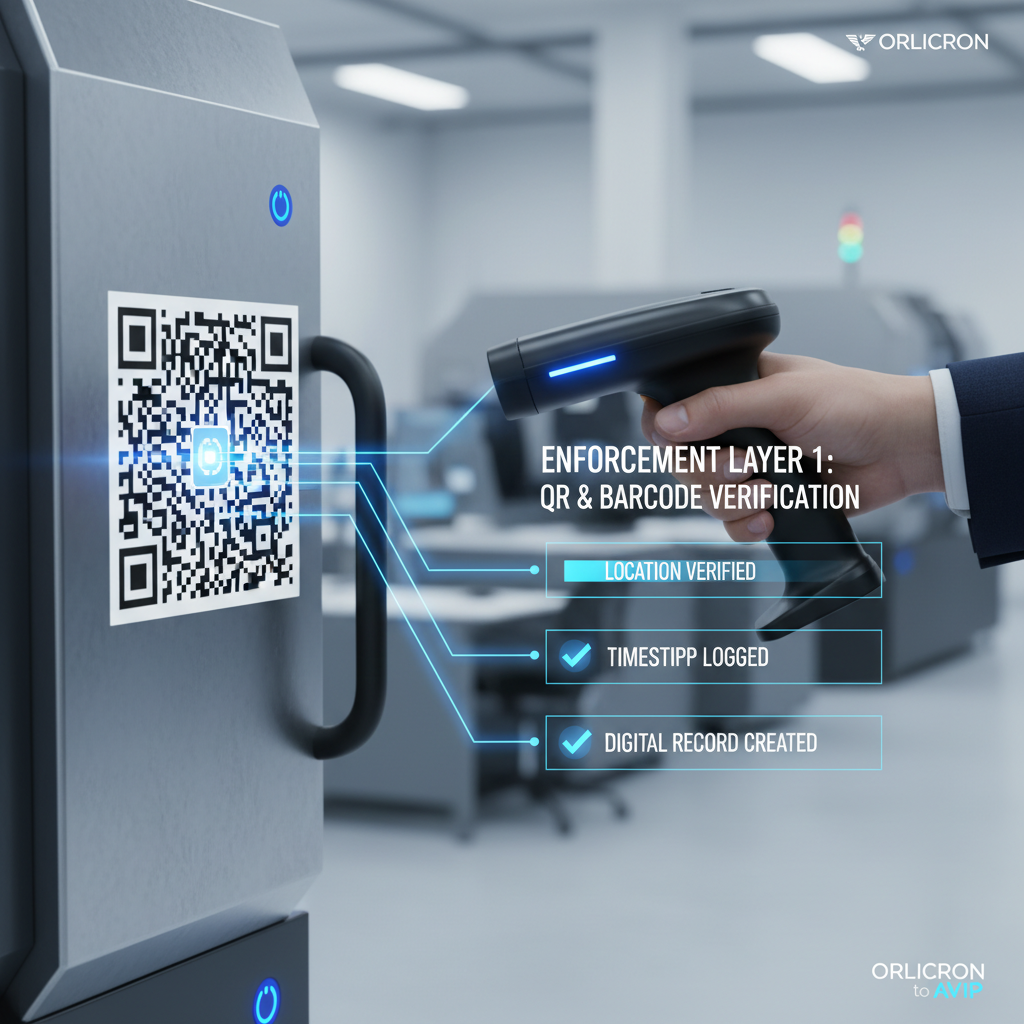 ORLICRON
ENFORCEMENT LAYER 1:
QR & BARCODE VERIFICATION
LOCATION VERIFIED
TIMESTIPP LOGGED
DIGITAL RECORD CREATED
ORLICRON
to AVIP